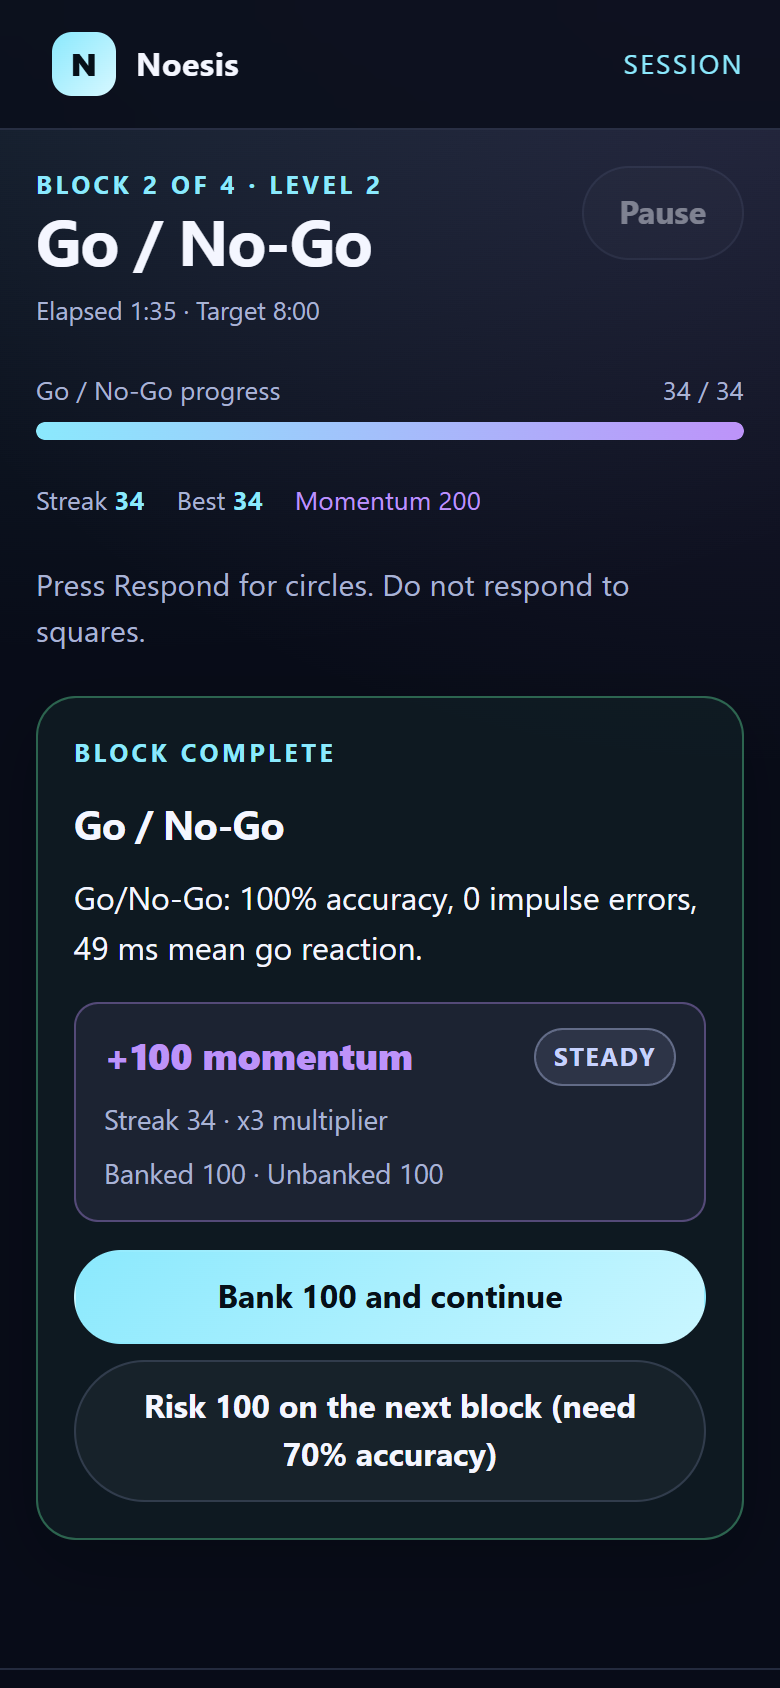 N Noesis SESSION
BLOCK 2 OF 4 · LEVEL 2
Go / No-Go
Pause
Elapsed 1:35 · Target 8:00
Go / No-Go progress 34 / 34
Streak 34 Best 34 Momentum 200
Press Respond for circles. Do not respond to
squares.
BLOCK COMPLETE
Go / No-Go
Go/No-Go: 100% accuracy, 0 impulse errors,
49 ms mean go reaction.
+100 momentum STEADY
Streak 34 · x3 multiplier
Banked 100 · Unbanked 100
Bank 100 and continue
Risk 100 on the next block (need
70% accuracy)